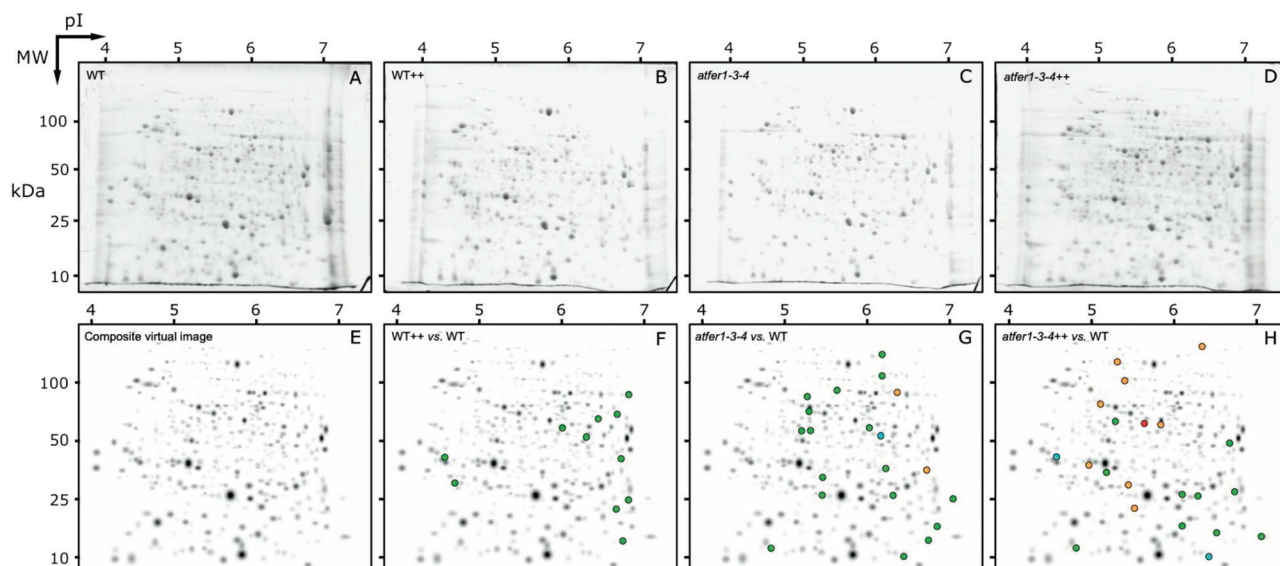 pI
MW
4 5 6 7 4 5 6 7 4 5 6 7 4 5 6 7
WT A WT++ B atfer1-3-4 C atfer1-3-4++ D
100
50
kDa
25
10
4 5 6 7 4 5 6 7 4 5 6 7 4 5 6 7
Composite virtual image E WT++ vs. WT F atfer1-3-4 vs. WT G atfer1-3-4++ vs. WT H
100
50
25
10